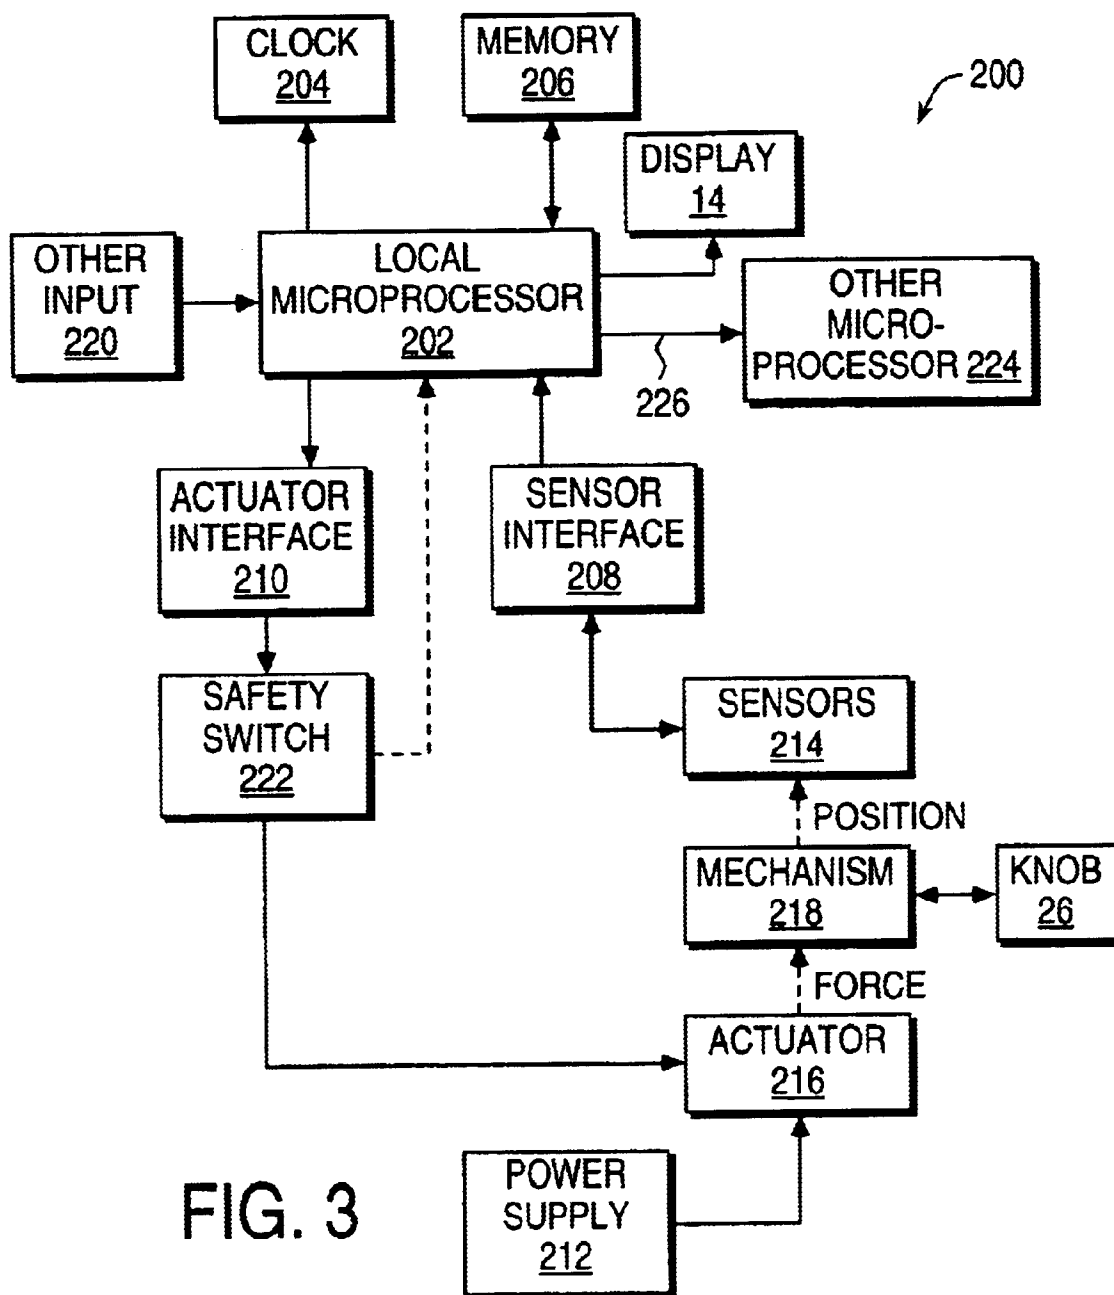 CLOCK
204
MEMORY
206
200
DISPLAY
14
OTHER
INPUT
220
LOCAL
MICROPROCESSOR
202
OTHER
MICRO-
PROCESSOR 224
226
ACTUATOR
INTERFACE
210
SENSOR
INTERFACE
208
SAFETY
SWITCH
222
SENSORS
214
POSITION
MECHANISM
218
KNOB
26
FORCE
ACTUATOR
216
POWER
SUPPLY
212
FIG. 3